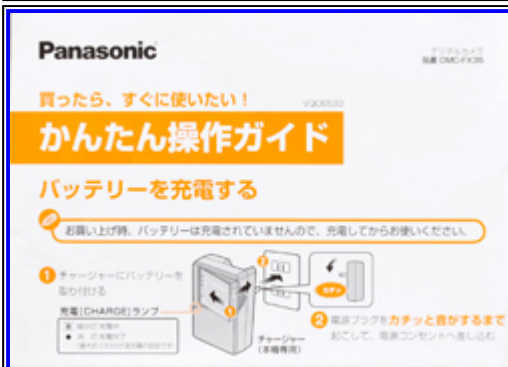 Panasonic
デジタルカメラ
品番 DMC-FX35
買ったら、すぐに使いたい！
かんたん操作ガイド
バッテリーを充電する
お買い上げ時、バッテリーは充電されていませんので、充電してからお使いください。
1 チャージャーにバッテリーを
取り付ける
充電[CHARGE]ランプ
チャージャー
(本機専用)
カチッ
2 電源プラグをカチッと音がするまで
起こして、電源コンセントへ差し込む